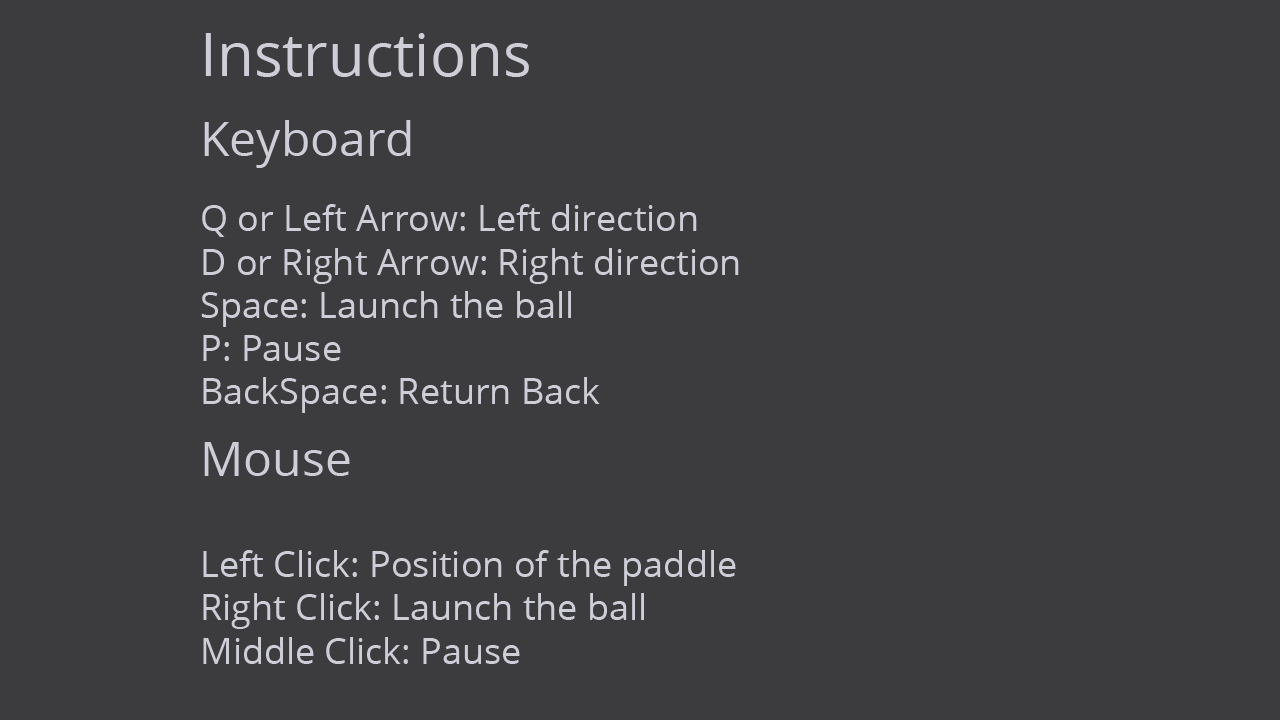 Instructions
Keyboard
Q or Left Arrow: Left direction
D or Right Arrow: Right direction
Space: Launch the ball
P: Pause
BackSpace: Return Back
Mouse
Left Click: Position of the paddle
Right Click: Launch the ball
Middle Click: Pause